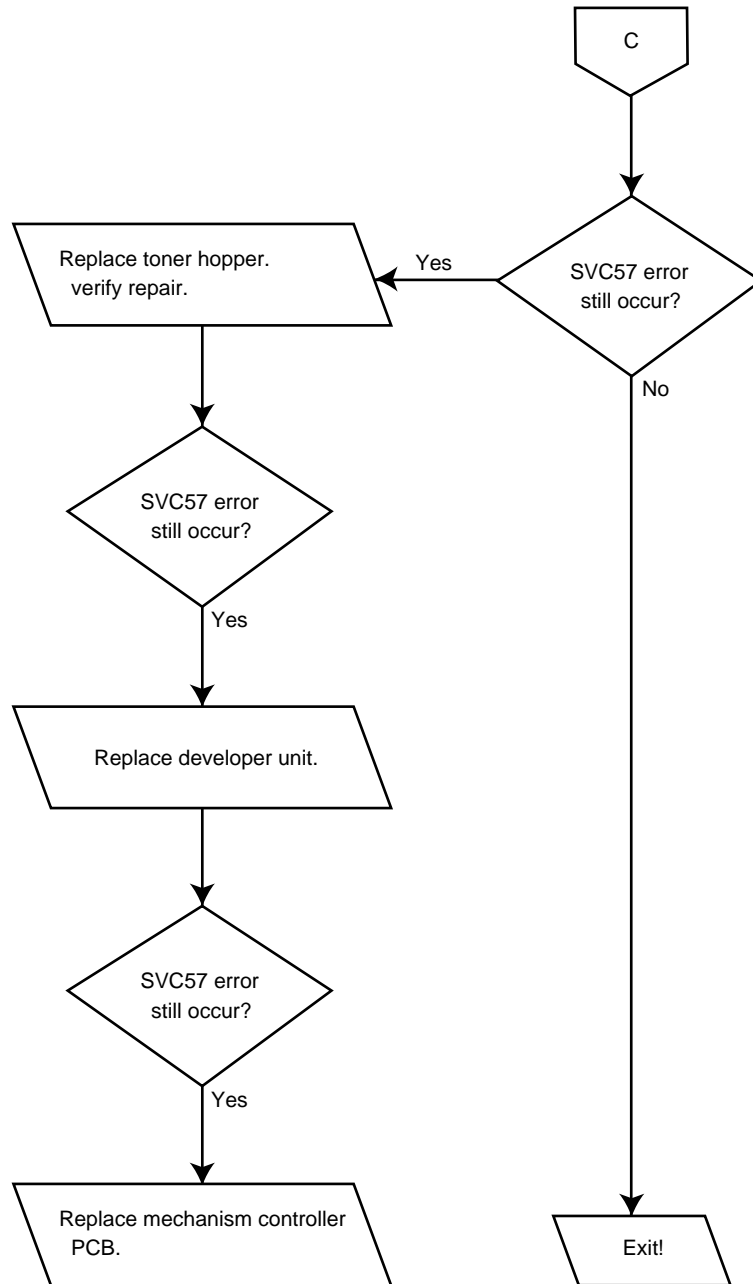 C
SVC57 error
still occur?
Yes
No
Replace toner hopper.
verify repair.
SVC57 error
still occur?
Yes
Replace developer unit.
SVC57 error
still occur?
Yes
Replace mechanism controller
PCB.
Exit!